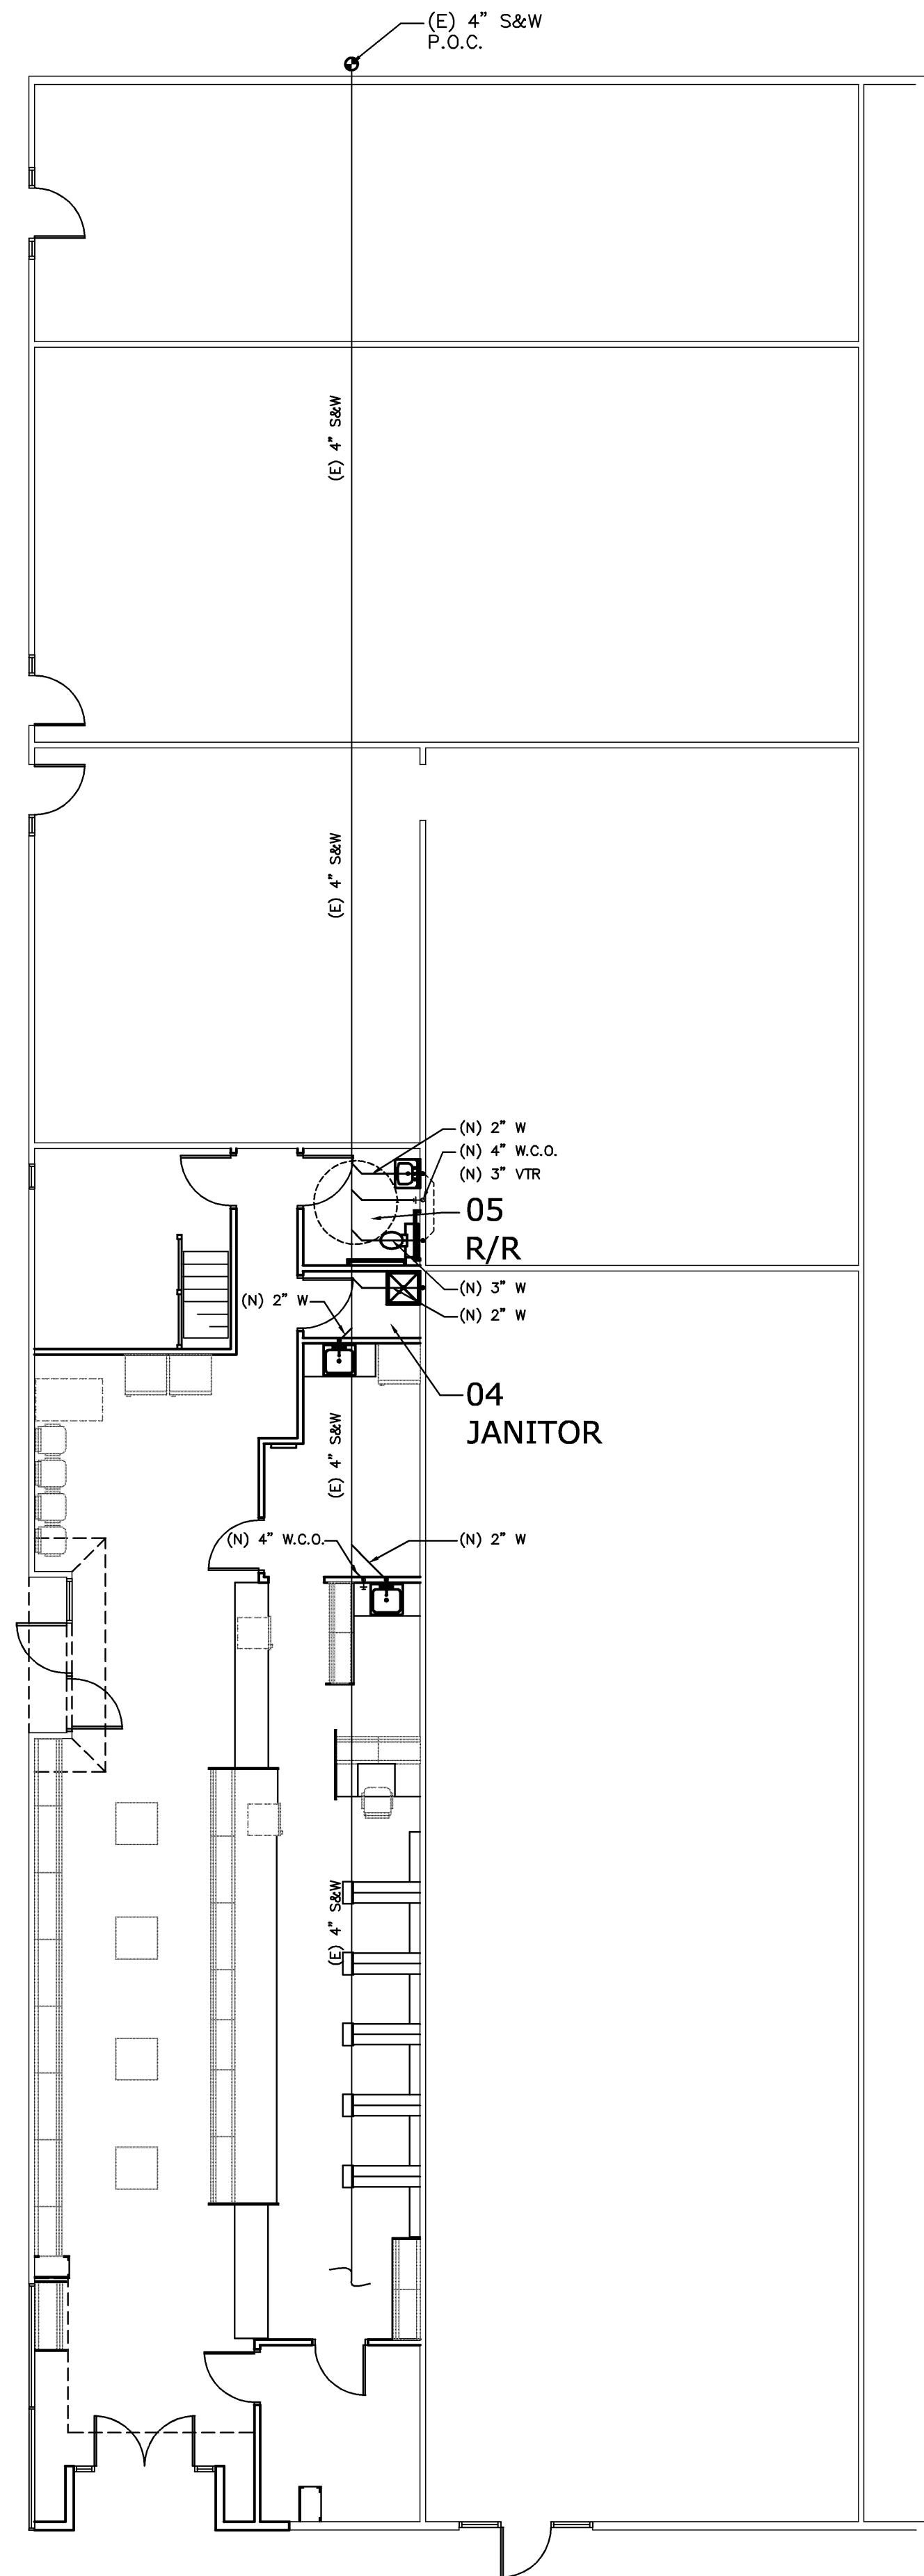 (E) 4" S&W
P.O.C.
(E) 4" S&W
(E) 4" S&W
(N) 2" W
(N) 4" W.C.O.
(N) 3" VTR
05
R/R
(N) 3" W
(N) 2" W
(N) 2" W
04
JANITOR
(E) 4" S&W
(N) 4" W.C.O.
(N) 2" W
(E) 4" S&W